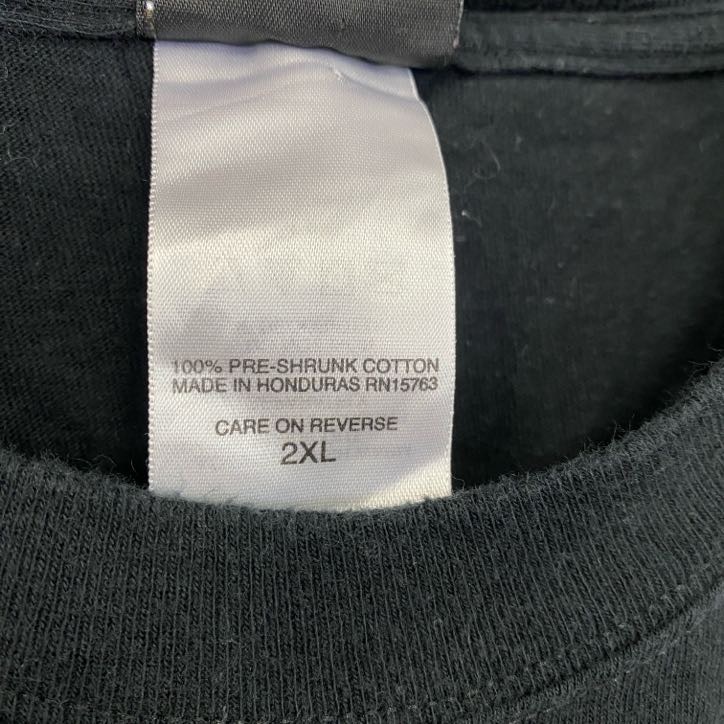 100% PRE-SHRUNK COTTON
MADE IN HONDURAS RN15763
CARE ON REVERSE
2XL